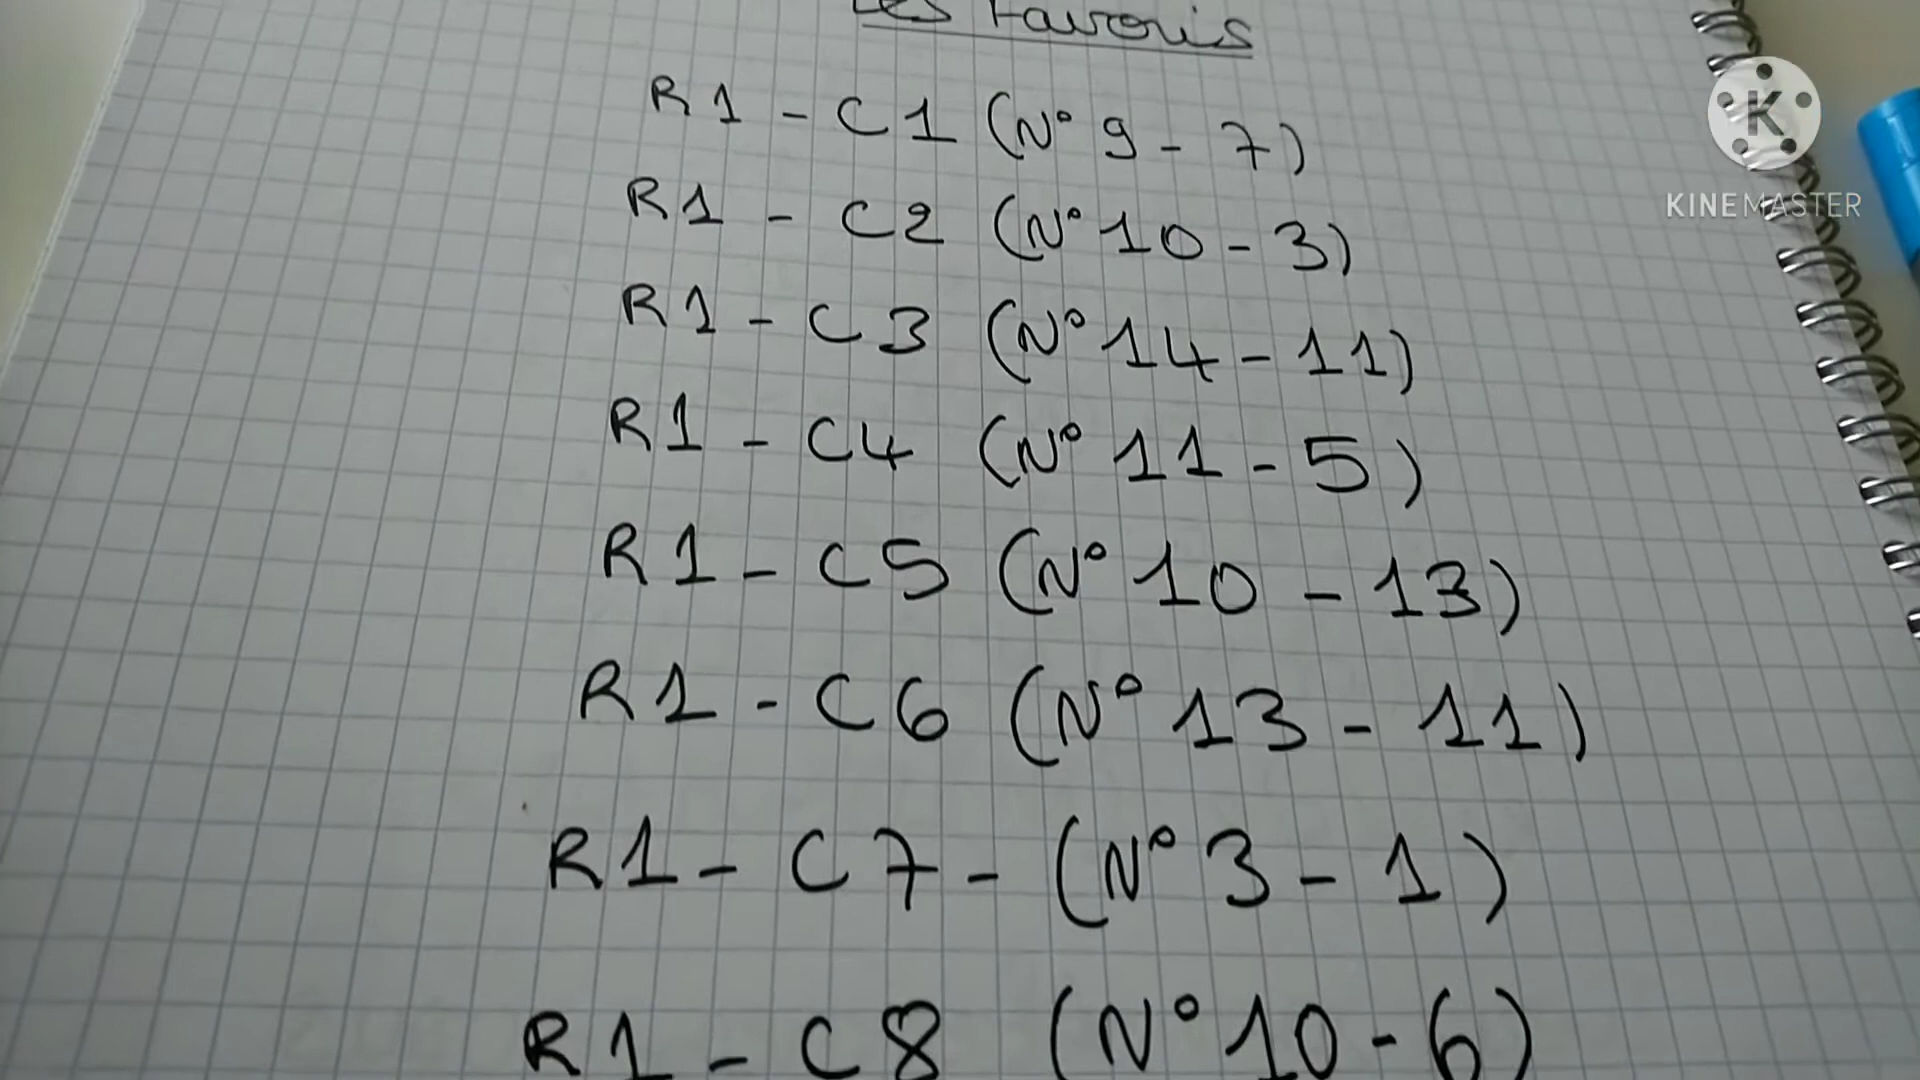 Les Favoris
R1 - C1 (N° 9 - 7)
R1 - C2 (N° 10 - 3)
R1 - C3 (N° 14 - 11)
R1 - C4 (N° 11 - 5)
R1 - C5 (N° 10 - 13)
R1 - C6 (N° 13 - 11)
R1 - C7 - (N° 3 - 1)
R1 - C8 (N° 10 - 6)
K
KINEMASTER